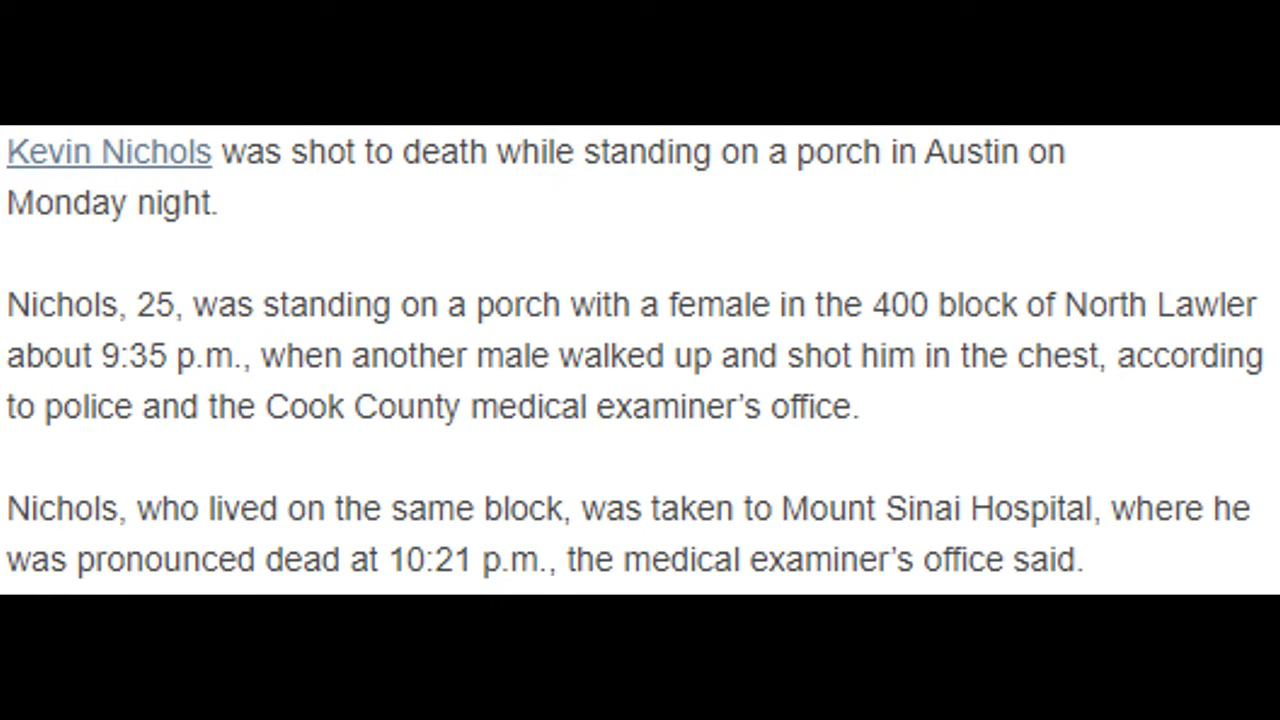 Kevin Nichols was shot to death while standing on a porch in Austin on
Monday night.
Nichols, 25, was standing on a porch with a female in the 400 block of North Lawler
about 9:35 p.m., when another male walked up and shot him in the chest, according
to police and the Cook County medical examiner’s office.
Nichols, who lived on the same block, was taken to Mount Sinai Hospital, where he
was pronounced dead at 10:21 p.m., the medical examiner’s office said.